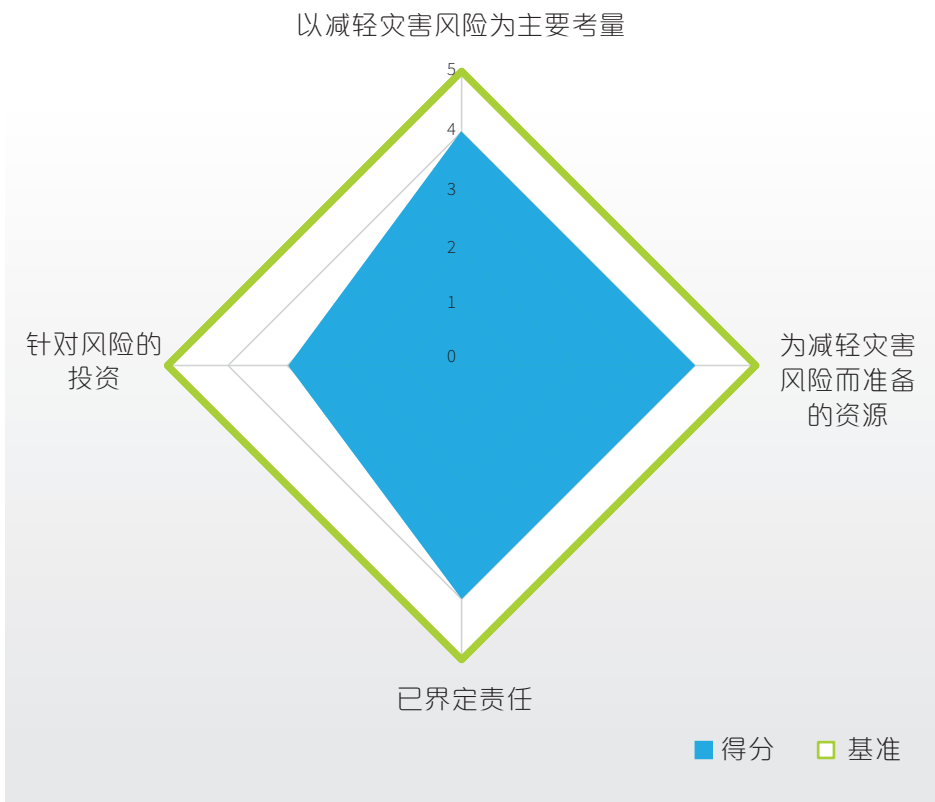 以减轻灾害风险为主要考量
5
4
3
2
1
0
针对风险的
投资
为减轻灾害
风险而准备
的资源
已界定责任
得分
基准